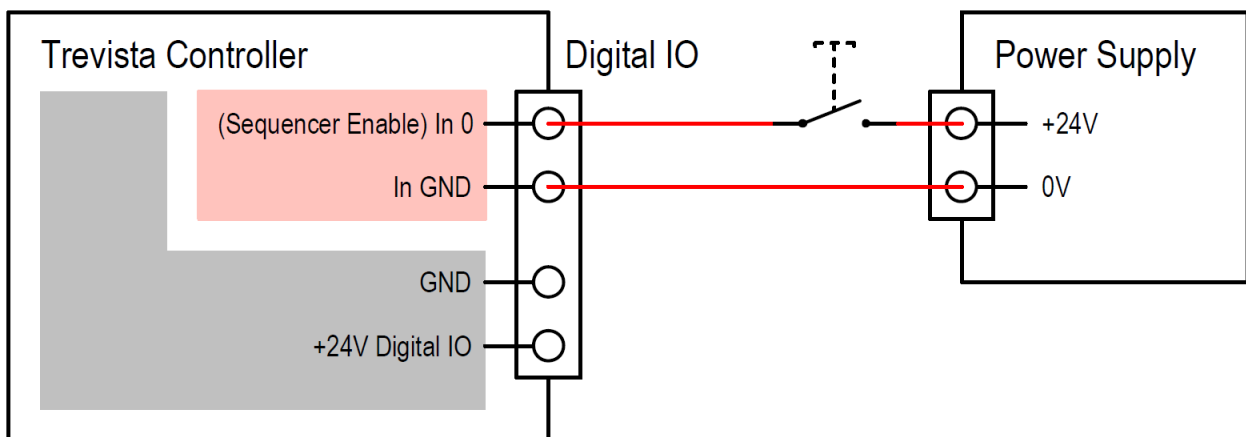 Trevista Controller
Digital IO
Power Supply
(Sequencer Enable) In 0
+24V
In GND
0V
GND
+24V Digital IO